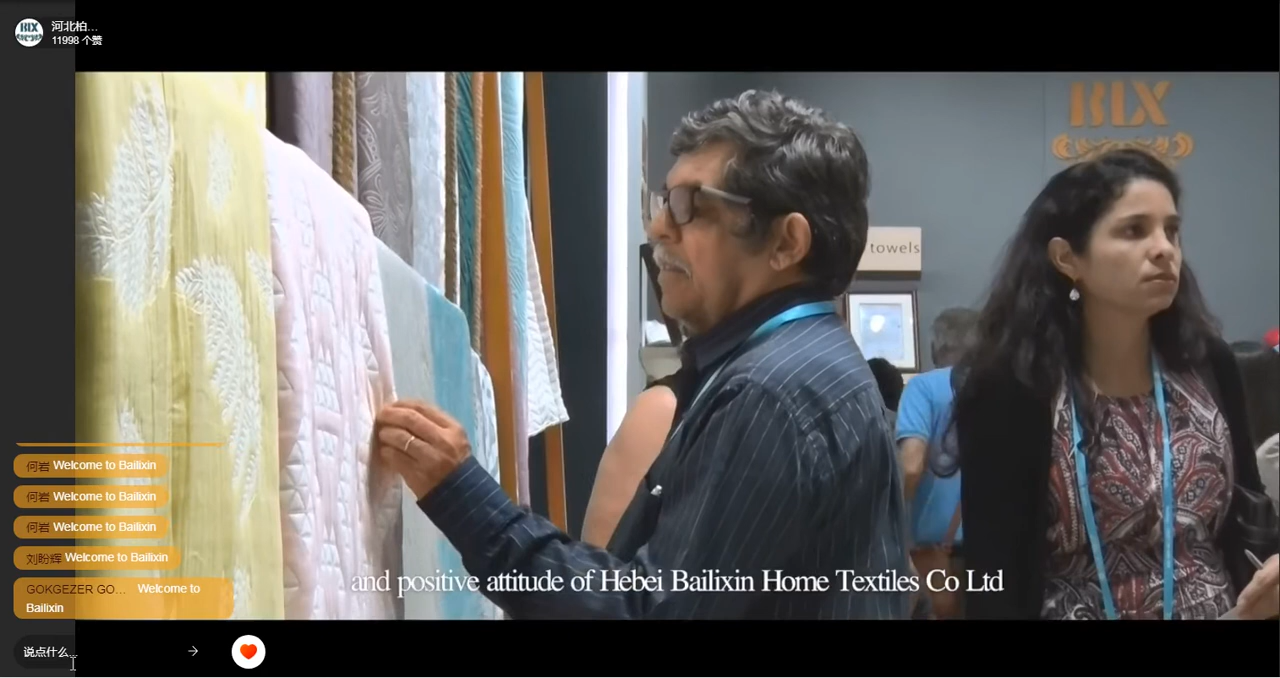 BIX
河北柏...
11998 个赞
BLX
towels
何岩 Welcome to Bailixin
何岩 Welcome to Bailixin
何岩 Welcome to Bailixin
刘盼辉 Welcome to Bailixin
GOKGEZER GO... Welcome to
Bailixin
and positive attitude of Hebei Bailixin Home Textiles Co Ltd
说点什么...